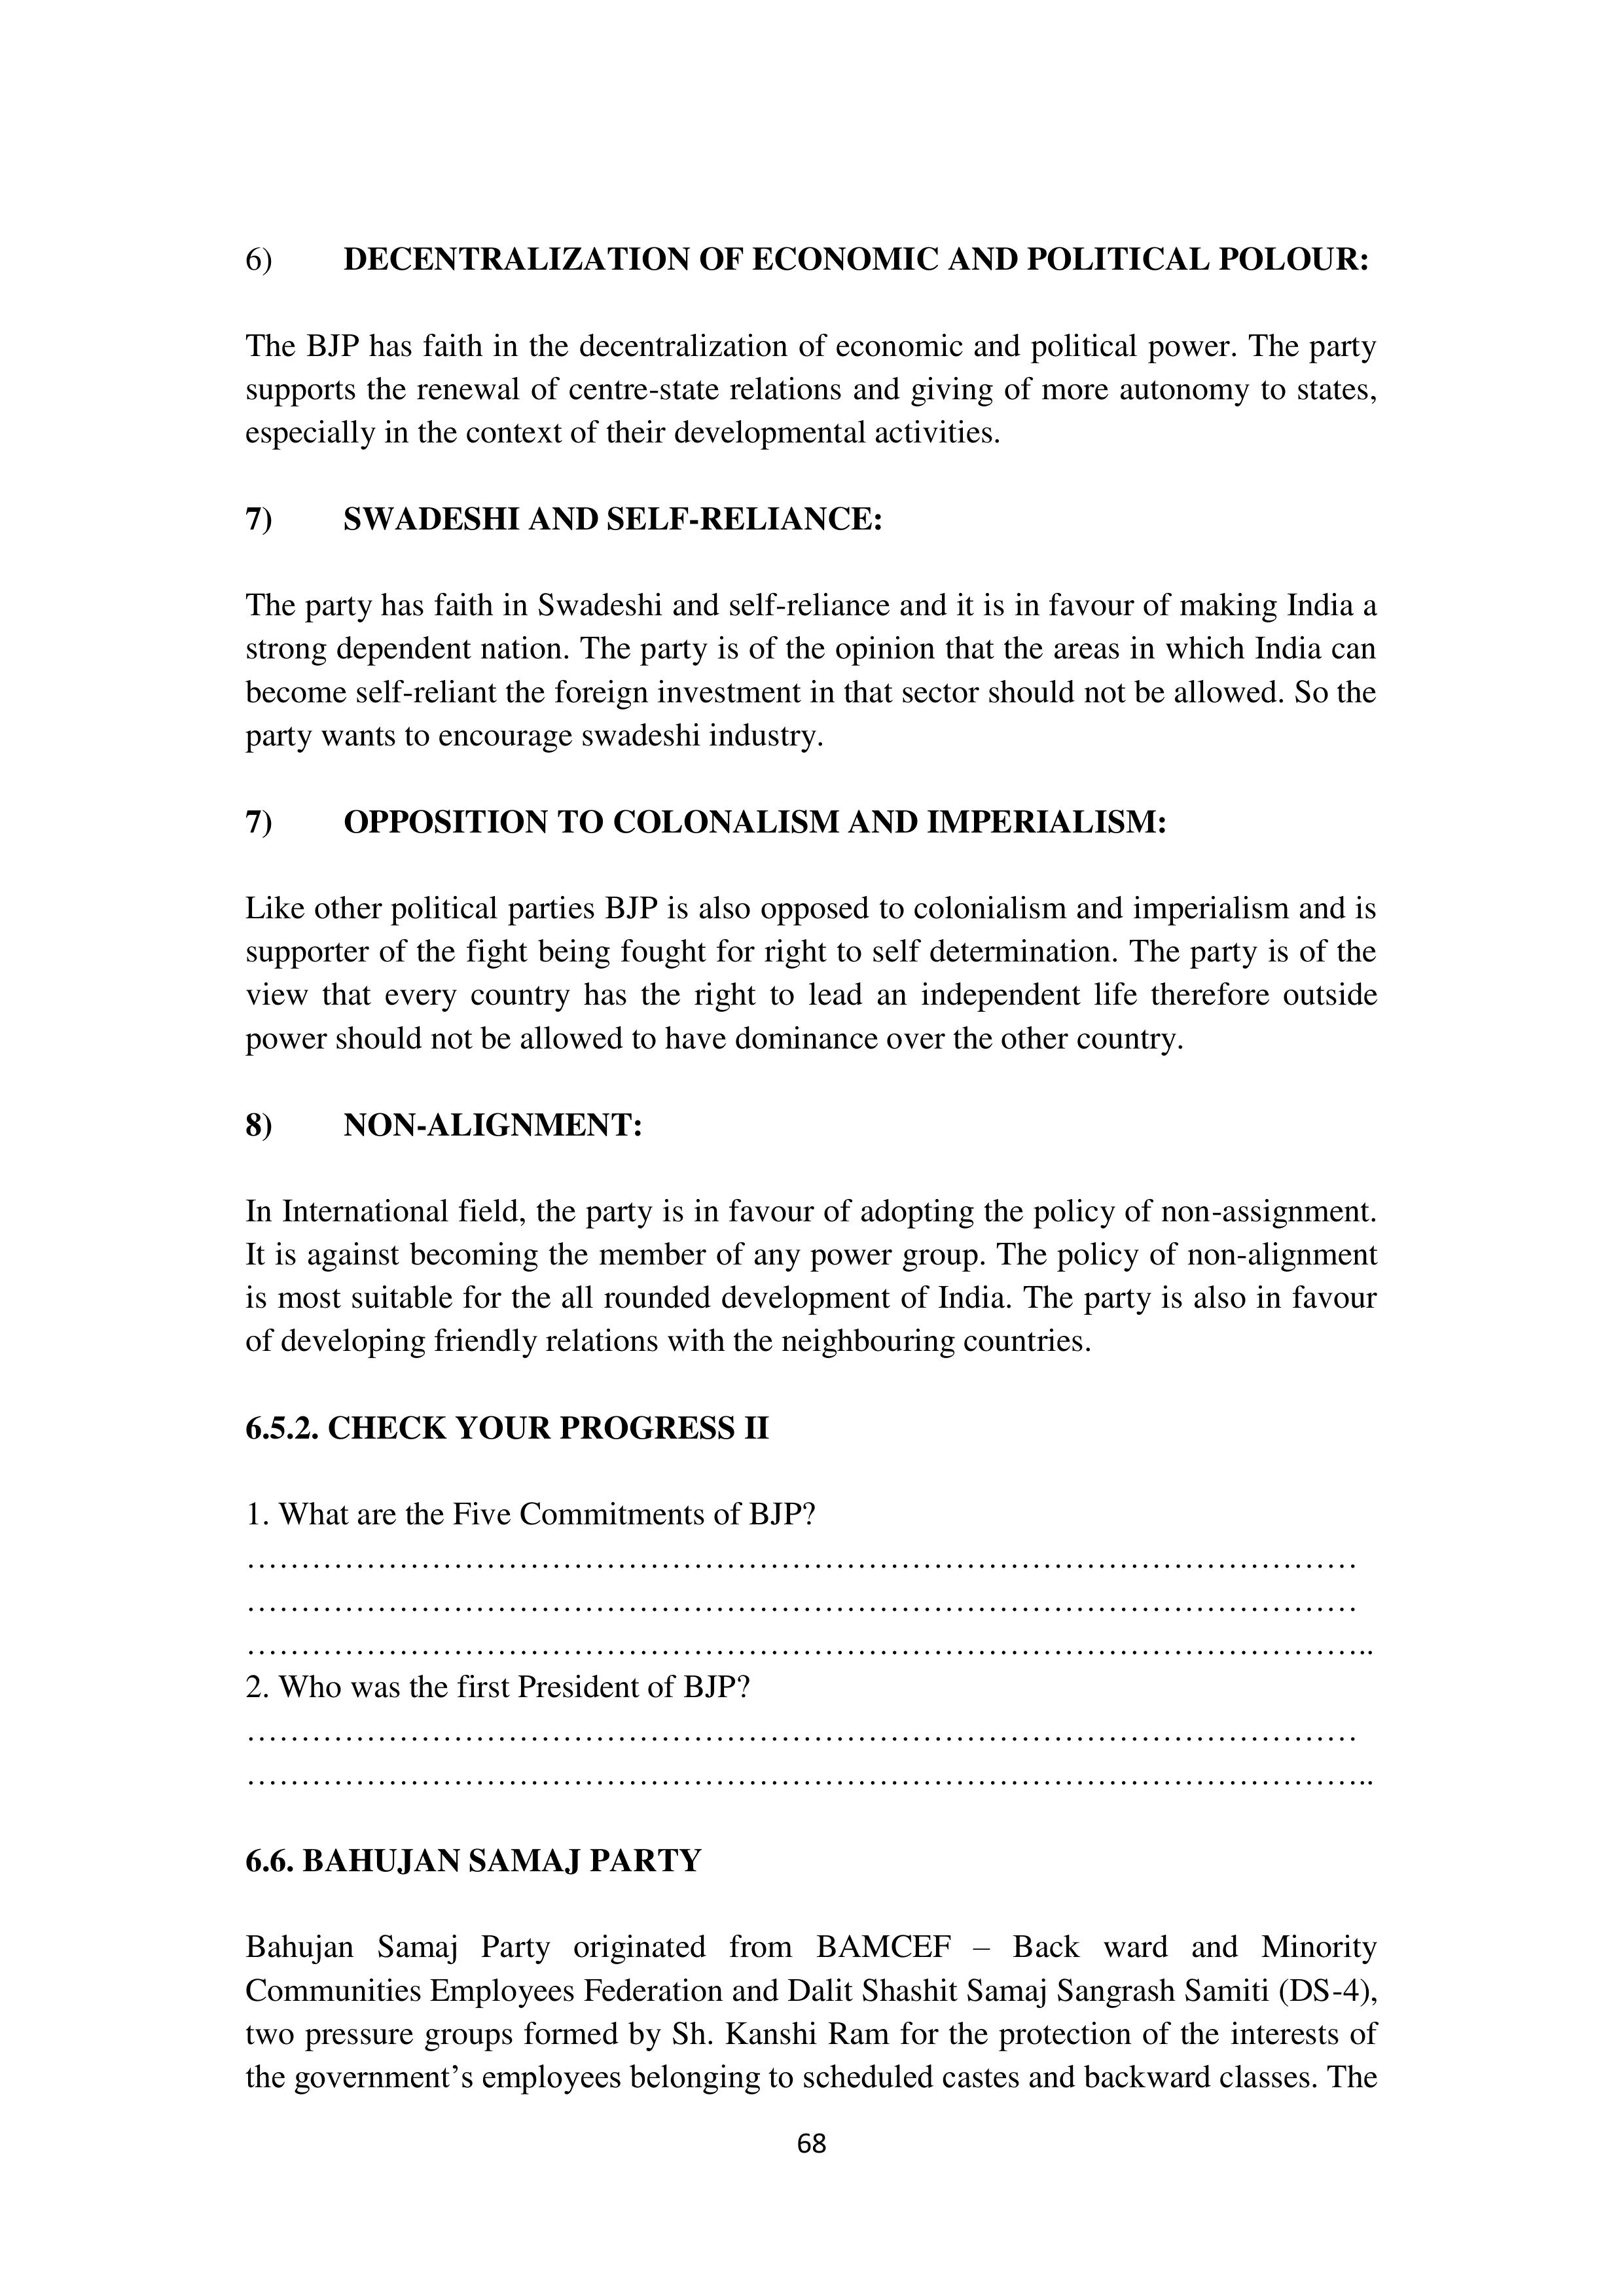 6) DECENTRALIZATION OF ECONOMIC AND POLITICAL POLOUR:
The BJP has faith in the decentralization of economic and political power. The party
supports the renewal of centre-state relations and giving of more autonomy to states,
especially in the context of their developmental activities.
7) SWADESHI AND SELF-RELIANCE:
The party has faith in Swadeshi and self-reliance and it is in favour of making India a
strong dependent nation. The party is of the opinion that the areas in which India can
become self-reliant the foreign investment in that sector should not be allowed. So the
party wants to encourage swadeshi industry.
7) OPPOSITION TO COLONALISM AND IMPERIALISM:
Like other political parties BJP is also opposed to colonialism and imperialism and is
supporter of the fight being fought for right to self determination. The party is of the
view that every country has the right to lead an independent life therefore outside
power should not be allowed to have dominance over the other country.
8) NON-ALIGNMENT:
In International field, the party is in favour of adopting the policy of non-assignment.
It is against becoming the member of any power group. The policy of non-alignment
is most suitable for the all rounded development of India. The party is also in favour
of developing friendly relations with the neighbouring countries.
6.5.2. CHECK YOUR PROGRESS II
1. What are the Five Commitments of BJP?
……………………………………………………………………………………………
……………………………………………………………………………………………
……………………………………………………………………………………………..
2. Who was the first President of BJP?
……………………………………………………………………………………………
……………………………………………………………………………………………..
6.6. BAHUJAN SAMAJ PARTY
Bahujan Samaj Party originated from BAMCEF – Back ward and Minority
Communities Employees Federation and Dalit Shashit Samaj Sangrash Samiti (DS-4),
two pressure groups formed by Sh. Kanshi Ram for the protection of the interests of
the government’s employees belonging to scheduled castes and backward classes. The
68